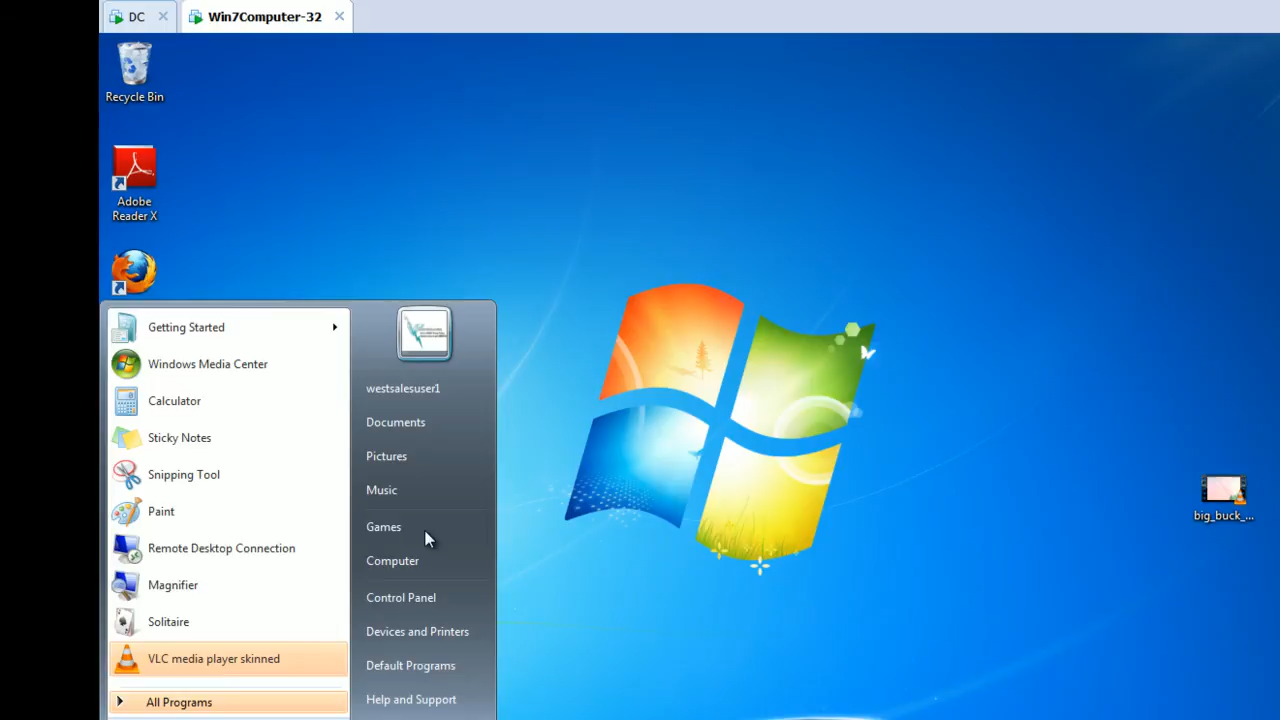 DC
Win7Computer-32
Recycle Bin
Adobe
Reader X
Getting Started
Windows Media Center
Calculator
Sticky Notes
Snipping Tool
Paint
Remote Desktop Connection
Magnifier
Solitaire
VLC media player skinned
All Programs
westsalesuser1
Documents
Pictures
Music
Games
Computer
Control Panel
Devices and Printers
Default Programs
Help and Support
big_buck_...